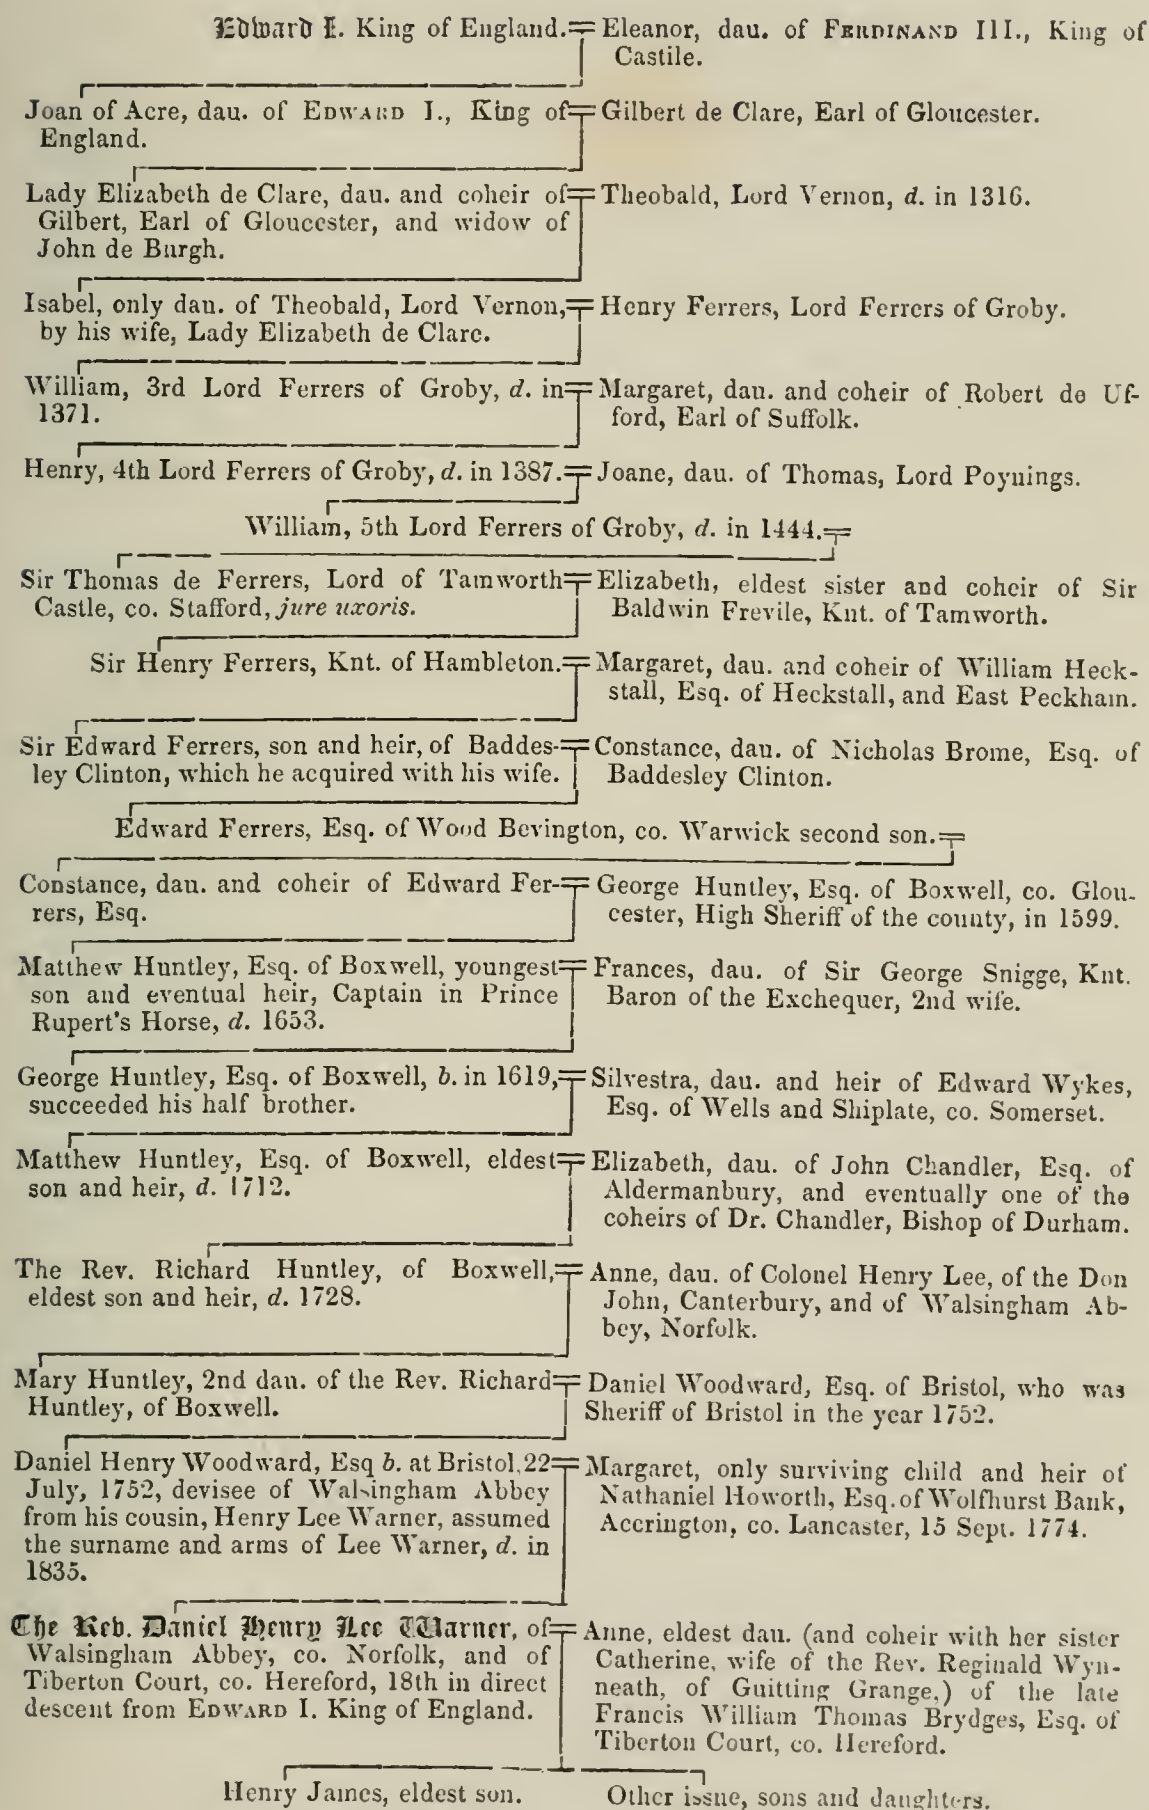 Edward I. King of England. Eleanor, dau. of FERDINAND III., King of
Castile.
Joan of Acre, dau. of EDWARD I., King of
England.
Gilbert de Clare, Earl of Gloucester.
Lady Elizabeth de Clare, dau. and coheir of
Gilbert, Earl of Gloucester, and widow of
John de Burgh.
Theobald, Lord Vernon, d. in 1316.
Isabel, only dau. of Theobald, Lord Vernon,
by his wife, Lady Elizabeth de Clare.
Henry Ferrers, Lord Ferrers of Groby.
William, 3rd Lord Ferrers of Groby, d. in
1371.
Margaret, dau. and coheir of Robert de Uf-
ford, Earl of Suffolk.
Henry, 4th Lord Ferrers of Groby, d. in 1387.
Joane, dau. of Thomas, Lord Poynings.
William, 5th Lord Ferrers of Groby, d. in 1444.
Sir Thomas de Ferrers, Lord of Tamworth
Castle, co. Stafford, jure uxoris.
Elizabeth, eldest sister and coheir of Sir
Baldwin Frevile, Knt. of Tamworth.
Sir Henry Ferrers, Knt. of Hambleton.
Margaret, dau. and coheir of William Heck-
stall, Esq. of Heckstall, and East Peckham.
Sir Edward Ferrers, son and heir, of Baddes-
ley Clinton, which he acquired with his wife.
Constance, dau. of Nicholas Brome, Esq. of
Baddesley Clinton.
Edward Ferrers, Esq. of Wood Bevington, co. Warwick second son.
Constance, dau. and coheir of Edward Fer-
rers, Esq.
George Huntley, Esq. of Boxwell, co. Glou-
cester, High Sheriff of the county, in 1599.
Matthew Huntley, Esq. of Boxwell, youngest
son and eventual heir, Captain in Prince
Rupert's Horse, d. 1653.
Frances, dau. of Sir George Snigge, Knt.
Baron of the Exchequer, 2nd wife.
George Huntley, Esq. of Boxwell, b. in 1619,
succeeded his half brother.
Silvestra, dau. and heir of Edward Wykes,
Esq. of Wells and Shiplate, co. Somerset.
Matthew Huntley, Esq. of Boxwell, eldest
son and heir, d. 1712.
Elizabeth, dau. of John Chandler, Esq. of
Aldermanbury, and eventually one of the
coheirs of Dr. Chandler, Bishop of Durham.
The Rev. Richard Huntley, of Boxwell,
eldest son and heir, d. 1728.
Anne, dau. of Colonel Henry Lee, of the Don
John, Canterbury, and of Walsingham Ab-
bey, Norfolk.
Mary Huntley, 2nd dau. of the Rev. Richard
Huntley, of Boxwell.
Daniel Woodward, Esq. of Bristol, who was
Sheriff of Bristol in the year 1752.
Daniel Henry Woodward, Esq b. at Bristol, 22
July, 1752, devisee of Walsingham Abbey
from his cousin, Henry Lee Warner, assumed
the surname and arms of Lee Warner, d. in
1835.
Margaret, only surviving child and heir of
Nathaniel Howorth, Esq. of Wolfhurst Bank,
Accrington, co. Lancaster, 15 Sept. 1774.
The Rev. Daniel Henry Lee Warner, of
Walsingham Abbey, co. Norfolk, and of
Tiberton Court, co. Hereford, 18th in direct
descent from EDWARD I. King of England.
Anne, eldest dau. (and coheir with her sister
Catherine, wife of the Rev. Reginald Wyn-
neath, of Guitting Grange,) of the late
Francis William Thomas Brydges, Esq. of
Tiberton Court, co. Hereford.
Henry James, eldest son.
Other issue, sons and daughters.